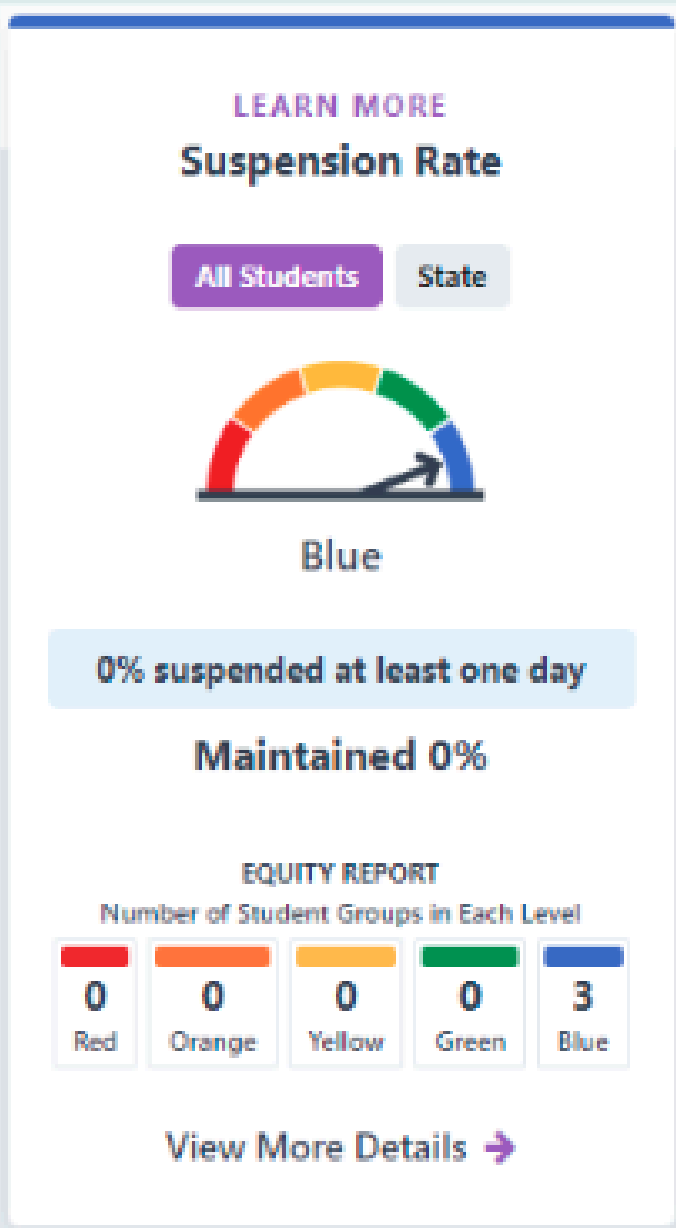 LEARN MORE
Suspension Rate
All Students State
Blue
0% suspended at least one day
Maintained 0%
EQUITY REPORT
Number of Student Groups in Each Level
0 0 0 0 3
Red Orange Yellow Green Blue
View More Details →